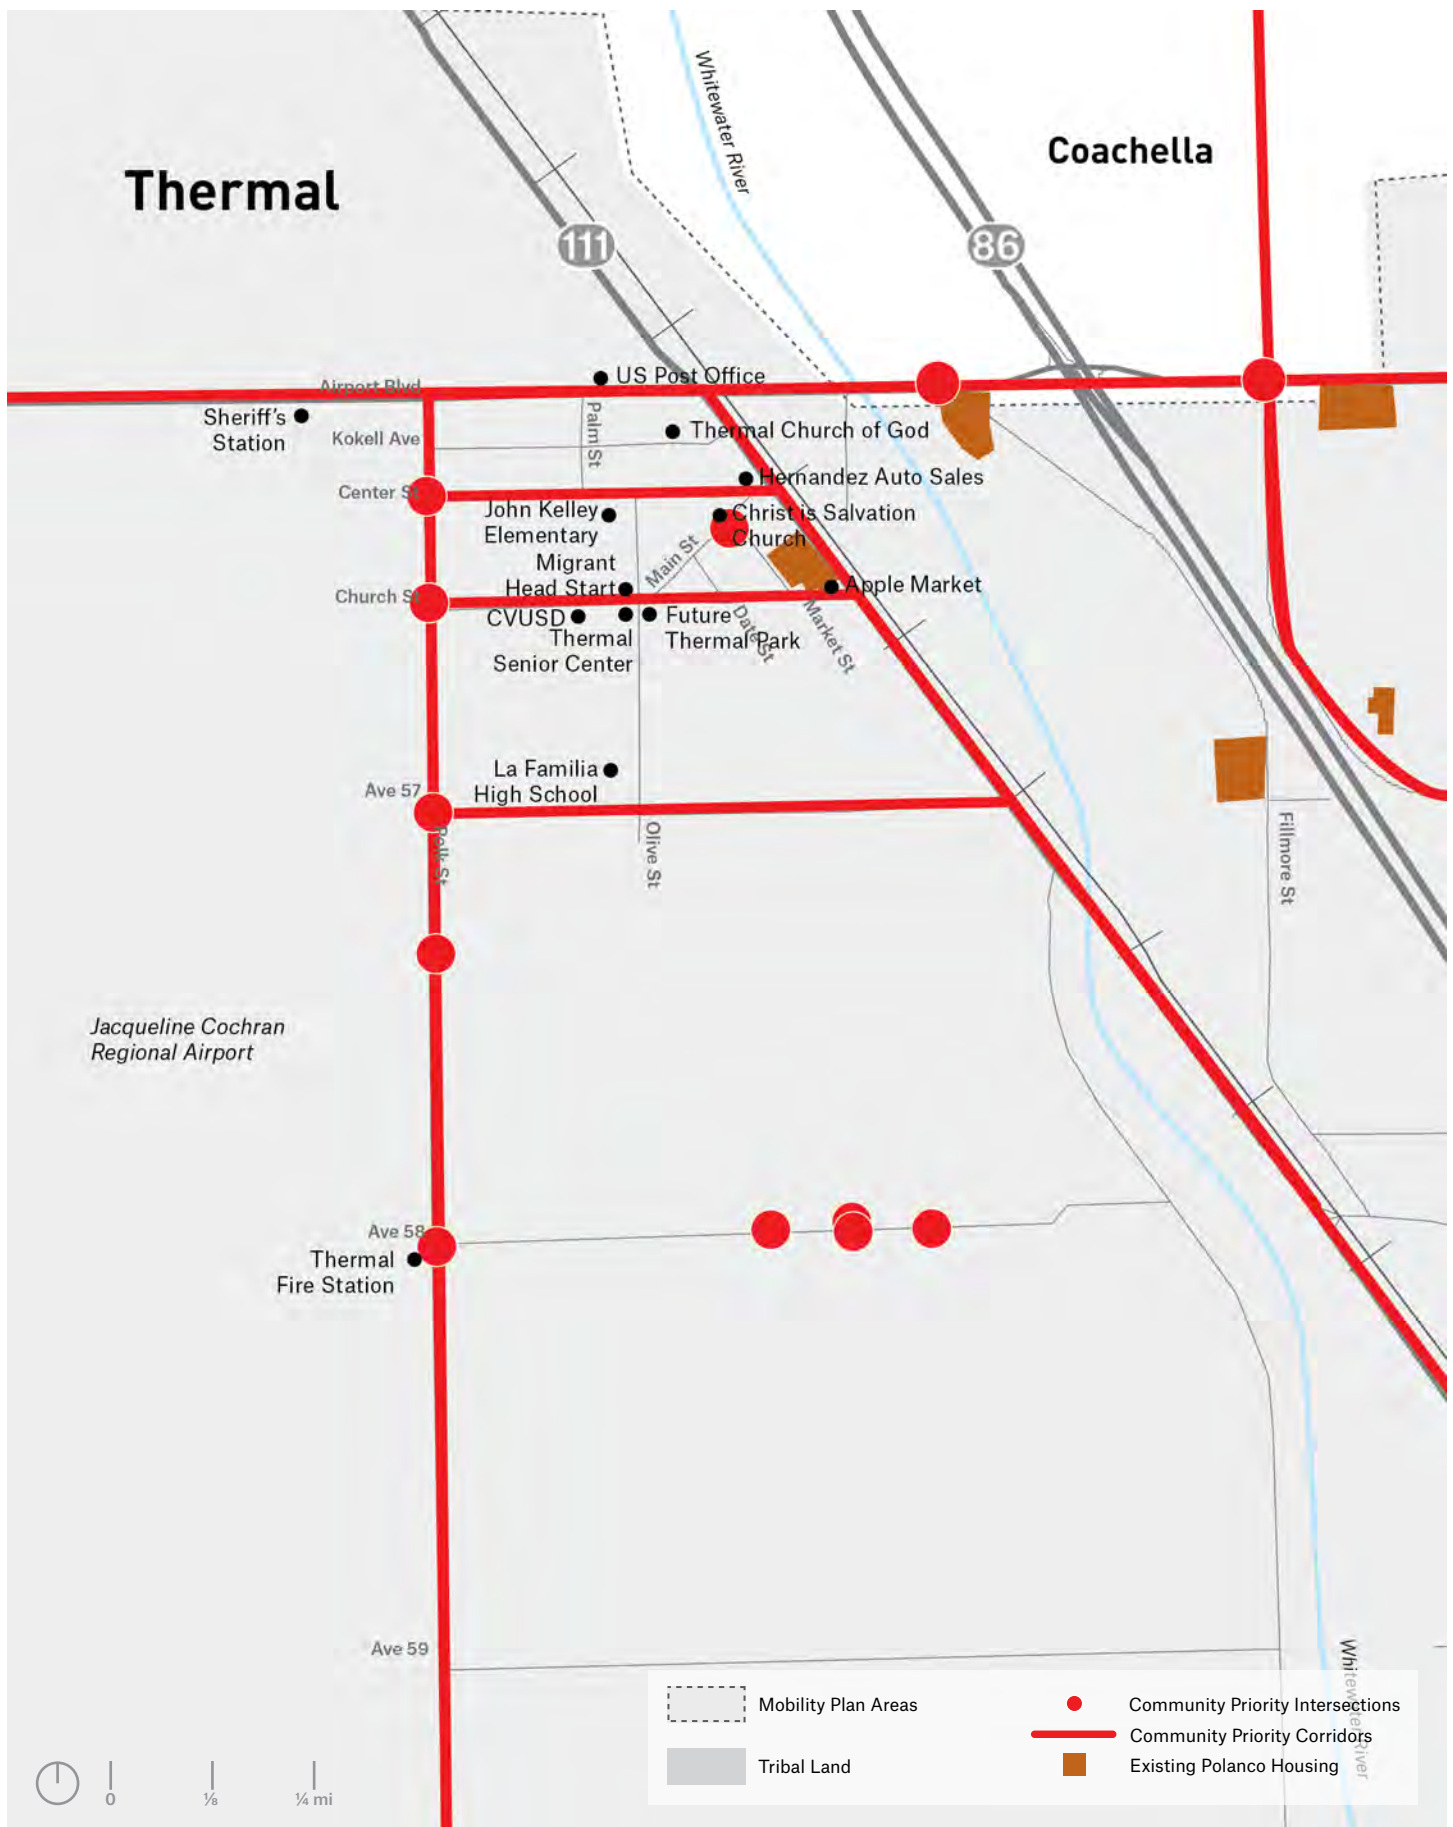 Whitewater River
Thermal
Coachella
111
86
US Post Office
Airport Blvd
Sheriff's
Station
Palm St
Kokell Ave
Thermal Church of God
Hernandez Auto Sales
Center St
John Kelley
Elementary
Christ is Salvation
Church
Migrant
Head Start
Main St
Apple Market
Church St
CVUSD
Future
Thermal Park
Thermal
Senior Center
Date St
Market St
La Familia
High School
Ave 57
Polk St
Olive St
Fillmore St
Jacqueline Cochran
Regional Airport
Ave 58
Thermal
Fire Station
Ave 59
Whitewater River
Mobility Plan Areas
Tribal Land
Community Priority Intersections
Community Priority Corridors
Existing Polanco Housing
0
⅛
¼ mi